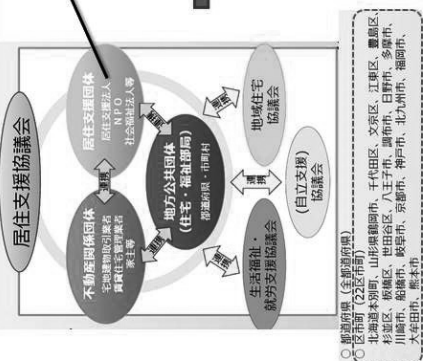 居住支援協議会
不動産関係団体
宅地建物取引業者
賃貸住宅管理業者
家主等
居住支援団体
居住支援法人
NPO
社会福祉法人等
連携
連携
連携
地方公共団体
(住宅・福祉部局)
都道府県・市町村
連携
連携
連携
生活福祉・
就労支援協議会
地域住宅
協議会
(自立支援)
協議会
○ 都道府県(全都道府県)
○ 区市町(22区市町)
北海道本別町、山形県鶴岡市、千代田区、文京区、江東区、豊島区、
杉並区、板橋区、世田谷区、八王子市、調布市、日野市、多摩市、
川崎市、船橋市、岐阜市、京都市、神戸市、北九州市、福岡市、
大牟田市、熊本市